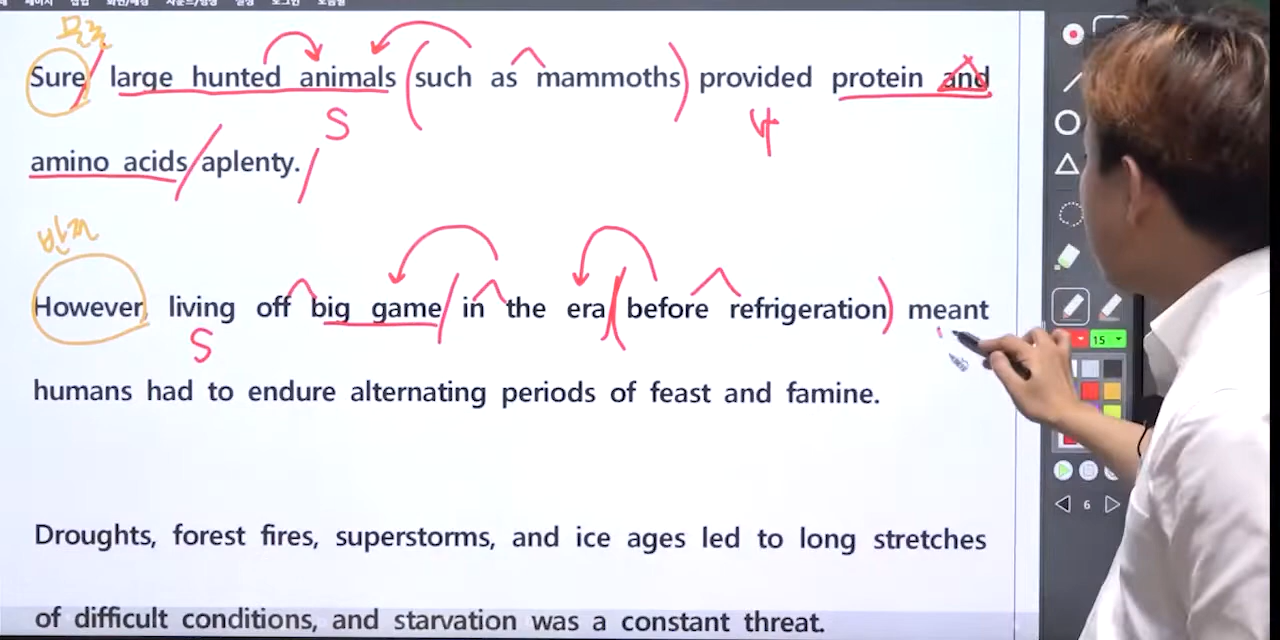 물론
Sure large hunted animals (such as mammoths) provided protein and
S V
amino acids aplenty.
반전
However, living off big game in the era (before refrigeration) meant
S
humans had to endure alternating periods of feast and famine.
Droughts, forest fires, superstorms, and ice ages led to long stretches
of difficult conditions, and starvation was a constant threat.
15
6